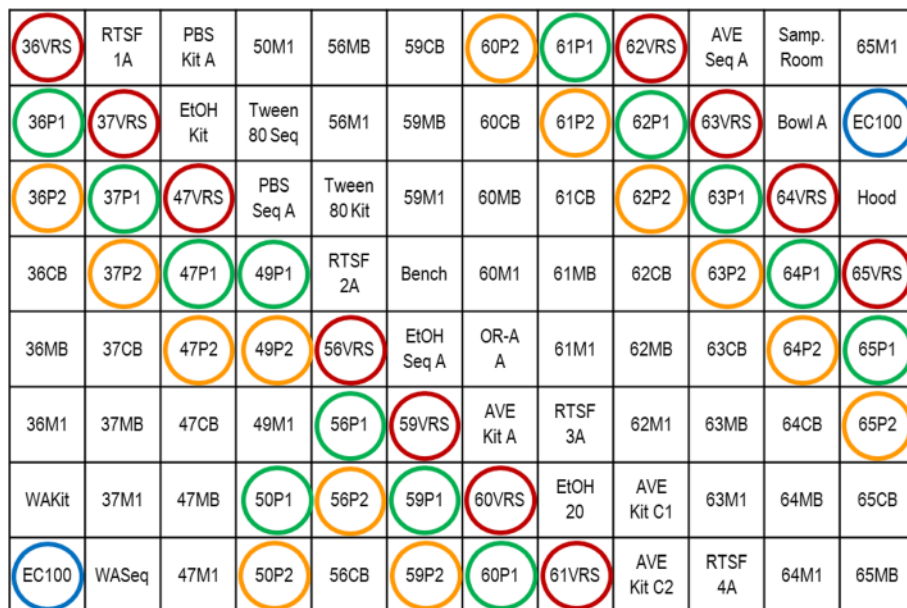 36VRS RTSF 1A PBS Kit A 50M1 56MB 59CB 60P2 61P1 62VRS AVE Seq A Samp. Room 65M1
36P1 37VRS EtOH Kit Tween 80 Seq 56M1 59MB 60CB 61P2 62P1 63VRS Bowl A EC100
36P2 37P1 47VRS PBS Seq A Tween 80 Kit 59M1 60MB 61CB 62P2 63P1 64VRS Hood
36CB 37P2 47P1 49P1 RTSF 2A Bench 60M1 61MB 62CB 63P2 64P1 65VRS
36MB 37CB 47P2 49P2 56VRS EtOH Seq A OR-A A 61M1 62MB 63CB 64P2 65P1
36M1 37MB 47CB 49M1 56P1 59VRS AVE Kit A RTSF 3A 62M1 63MB 64CB 65P2
WAKit 37M1 47MB 50P1 56P2 59P1 60VRS EtOH 20 AVE Kit C1 63M1 64MB 65CB
EC100 WASeq 47M1 50P2 56CB 59P2 60P1 61VRS AVE Kit C2 RTSF 4A 64M1 65MB